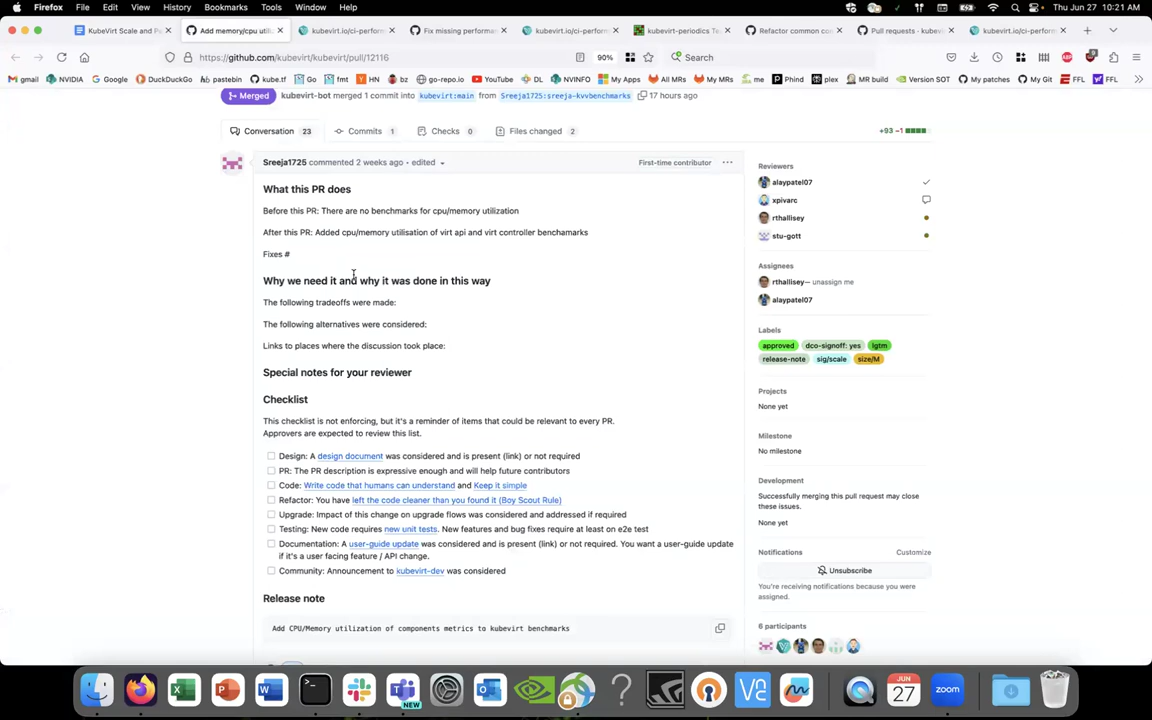 Firefox File Edit View History Bookmarks Tools Window Help Thu Jun 27 10:21 AM
KubeVirt Scale and Pe Add memory/cpu utili kubevirt.io/ci-perform Fix missing performan kubevirt.io/ci-perform kubevirt-periodics Te Refactor common co Pull requests · kubev kubevirt.io/ci-perform
https://github.com/kubevirt/kubevirt/pull/12116 90% Search
gmail NVIDIA Google DuckDuckGo pastebin kube.tf Go fmt HN bz go-repo.io YouTube DL NVINFO My Apps All MRs My MRs me Phind plex MR build Version SOT My patches My Git FFL FFL
Merged kubevirt-bot merged 1 commit into kubevirt:main from Sreeja1725:sreeja-kvvbenchmarks 17 hours ago
Conversation 23 Commits 1 Checks 0 Files changed 2 +93 −1
Sreeja1725 commented 2 weeks ago • edited First-time contributor
What this PR does
Before this PR: There are no benchmarks for cpu/memory utilization
After this PR: Added cpu/memory utilisation of virt api and virt controller benchamarks
Fixes #
Why we need it and why it was done in this way
The following tradeoffs were made:
The following alternatives were considered:
Links to places where the discussion took place:
Special notes for your reviewer
Checklist
This checklist is not enforcing, but it's a reminder of items that could be relevant to every PR.
Approvers are expected to review this list.
Design: A design document was considered and is present (link) or not required
PR: The PR description is expressive enough and will help future contributors
Code: Write code that humans can understand and Keep it simple
Refactor: You have left the code cleaner than you found it (Boy Scout Rule)
Upgrade: Impact of this change on upgrade flows was considered and addressed if required
Testing: New code requires new unit tests. New features and bug fixes require at least on e2e test
Documentation: A user-guide update was considered and is present (link) or not required. You want a user-guide update
if it's a user facing feature / API change.
Community: Announcement to kubevirt-dev was considered
Release note
Add CPU/Memory utilization of components metrics to kubevirt benchmarks
Reviewers
alaypatel07
xpivarc
rthallisey
stu-gott
Assignees
rthallisey — unassign me
alaypatel07
Labels
approved dco-signoff: yes lgtm
release-note sig/scale size/M
Projects
None yet
Milestone
No milestone
Development
Successfully merging this pull request may close
these issues.
None yet
Notifications Customize
Unsubscribe
You're receiving notifications because you were
assigned.
6 participants
NEW
JUN
27
zoom